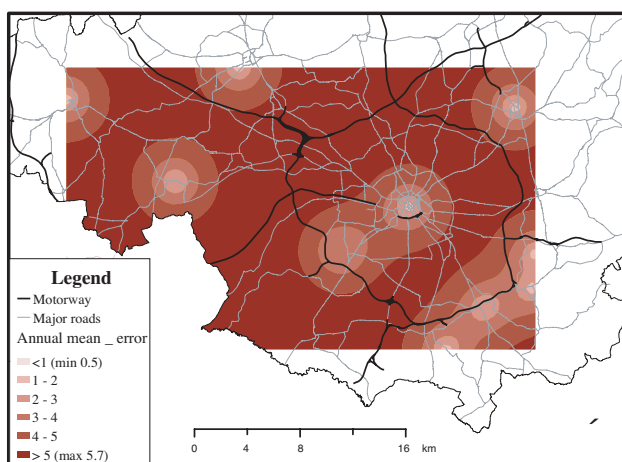 Legend
Motorway
Major roads
Annual mean _ error
<1 (min 0.5)
1 - 2
2 - 3
3 - 4
4 - 5
> 5 (max 5.7)
0 4 8 16
km